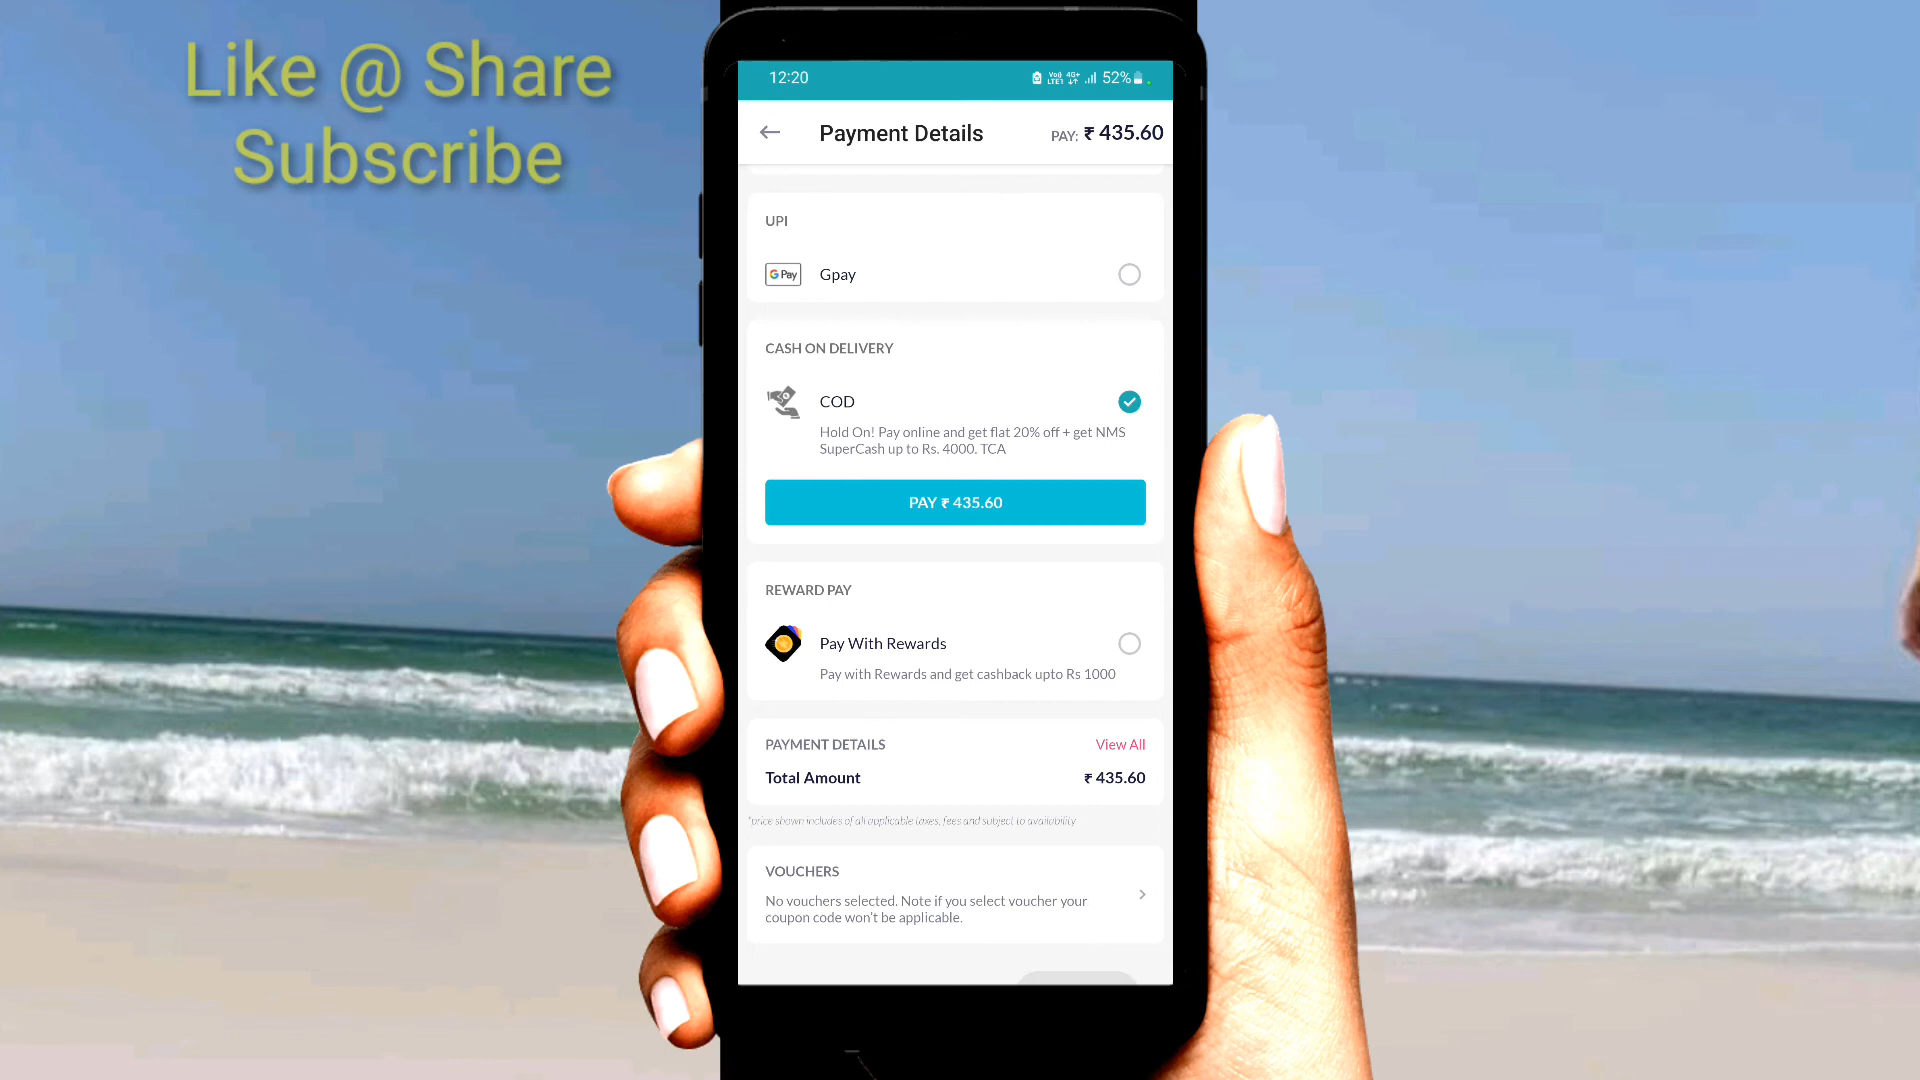 Like @ Share
Subscribe
12:20
Vo) 4G+
LTE1
52%
Payment Details
PAY: ₹ 435.60
UPI
G Pay
Gpay
CASH ON DELIVERY
COD
Hold On! Pay online and get flat 20% off + get NMS
SuperCash up to Rs. 4000. TCA
PAY ₹ 435.60
REWARD PAY
Pay With Rewards
Pay with Rewards and get cashback upto Rs 1000
PAYMENT DETAILS
View All
Total Amount
₹ 435.60
*price shown includes of all applicable taxes, fees and subject to availability
VOUCHERS
No vouchers selected. Note if you select voucher your
coupon code won't be applicable.